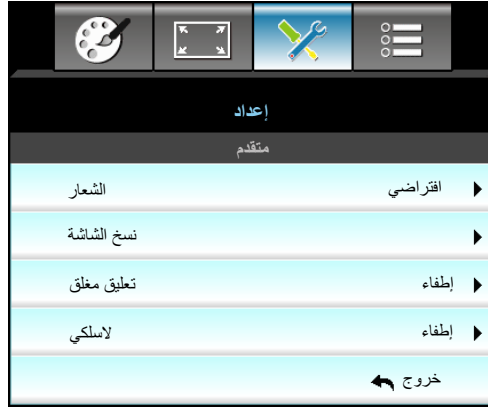 إعداد
متقدم
الشعار افتراضي
نسخ الشاشة
تعليق مغلق إطفاء
لاسلكي إطفاء
خروج